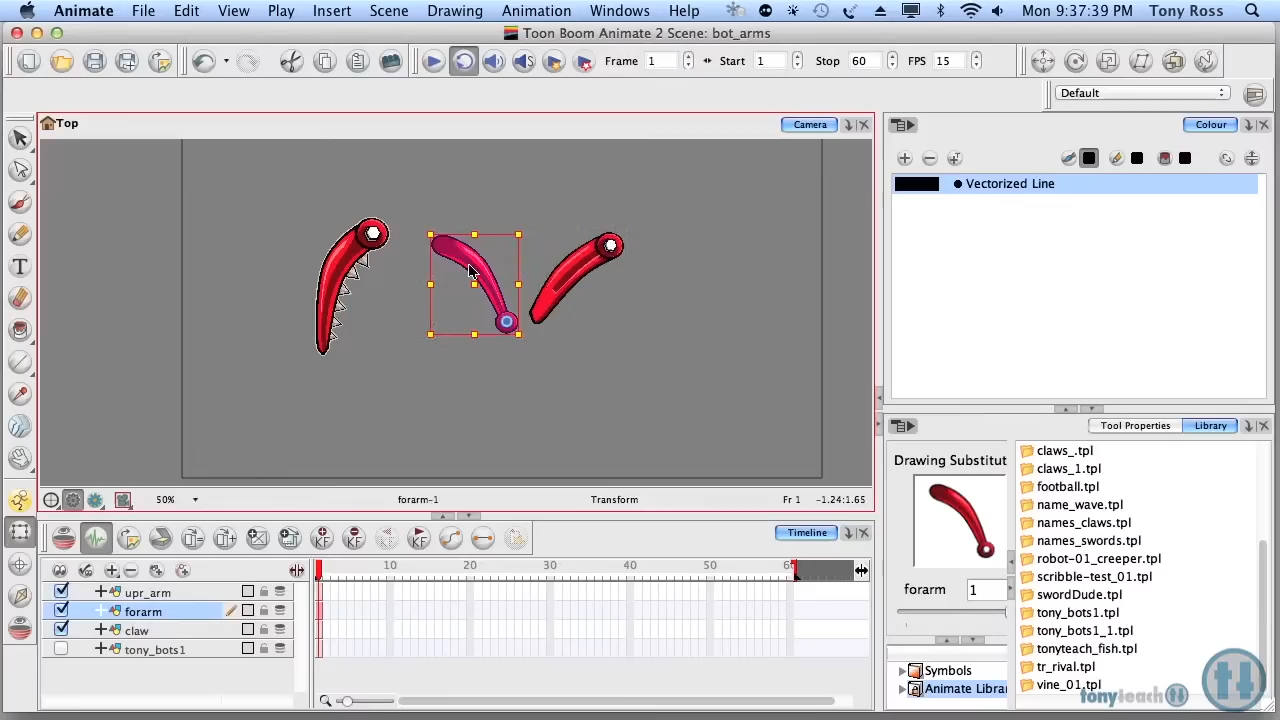 Animate File Edit View Play Insert Scene Drawing Animation Windows Help Mon 9:37:39 PM Tony Ross
Toon Boom Animate 2 Scene: bot_arms
Frame 1 Start 1 Stop 60 FPS 15
Default
Top Camera Colour
Vectorized Line
Tool Properties Library
Drawing Substitut
claws_.tpl
claws_1.tpl
football.tpl
name_wave.tpl
names_claws.tpl
names_swords.tpl
robot-01_creeper.tpl
scribble-test_01.tpl
swordDude.tpl
tony_bots1.tpl
tony_bots1_1.tpl
tonyteach_fish.tpl
tr_rival.tpl
vine_01.tpl
forarm 1
Symbols
Animate Librar
50% forarm-1 Transform Fr 1 -1.24:1.65
Timeline
KF KF KF
10 20 30 40 50 60
upr_arm
forarm
claw
tony_bots1
tonyteach